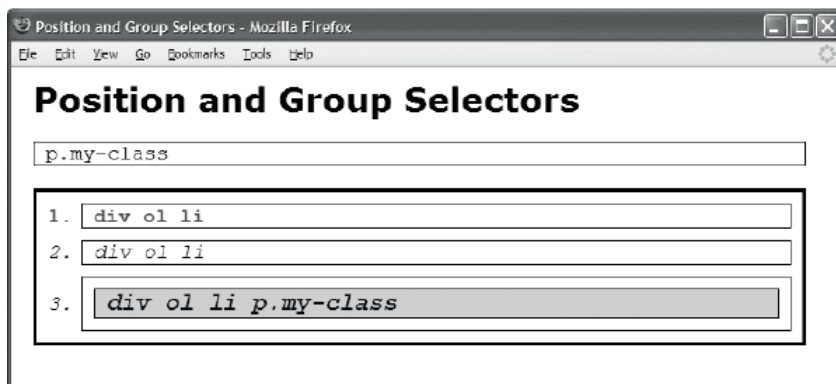 Position and Group Selectors - Mozilla Firefox
File Edit View Go Bookmarks Tools Help
Position and Group Selectors
p.my-class
1. div ol li
2. div ol li
3. div ol li p.my-class